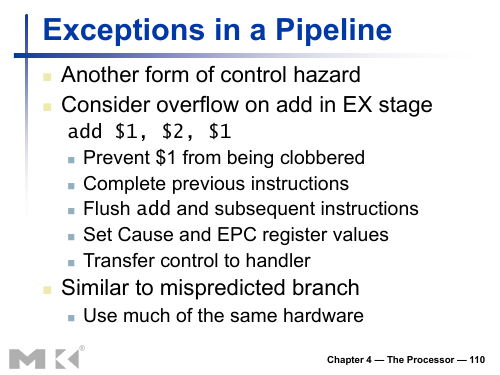 Exceptions in a Pipeline
Another form of control hazard
Consider overflow on add in EX stage
add $1, $2, $1
Prevent $1 from being clobbered
Complete previous instructions
Flush add and subsequent instructions
Set Cause and EPC register values
Transfer control to handler
Similar to mispredicted branch
Use much of the same hardware
MK®
Chapter 4 — The Processor — 110